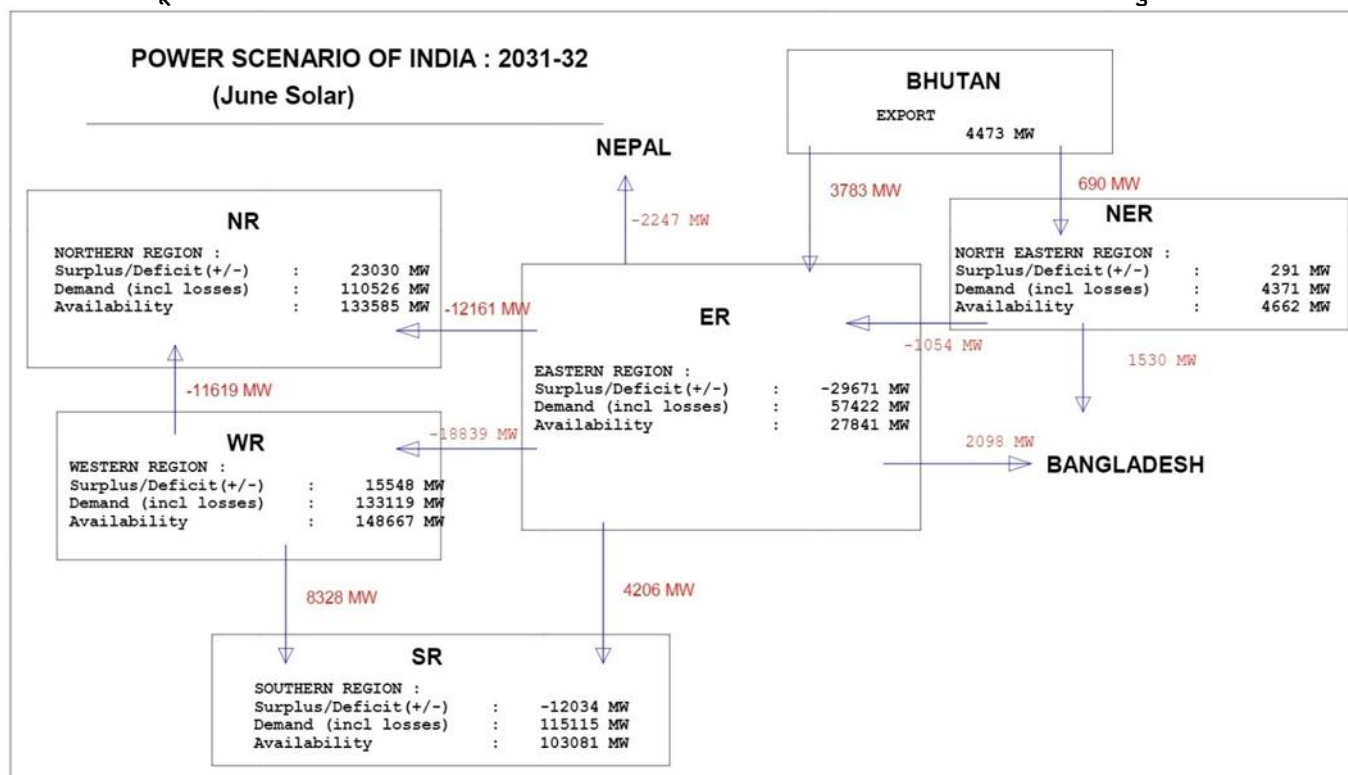 POWER SCENARIO OF INDIA : 2031-32
(June Solar)
BHUTAN
EXPORT
4473 MW
NEPAL
3783 MW
690 MW
-2247 MW
NR
NORTHERN REGION :
Surplus/Deficit(+/-) : 23030 MW
Demand (incl losses) : 110526 MW
Availability : 133585 MW
NER
NORTH EASTERN REGION :
Surplus/Deficit(+/-) : 291 MW
Demand (incl losses) : 4371 MW
Availability : 4662 MW
-12161 MW
-1054 MW
1530 MW
ER
EASTERN REGION :
Surplus/Deficit(+/-) : -29671 MW
Demand (incl losses) : 57422 MW
Availability : 27841 MW
-11619 MW
-18839 MW
2098 MW
BANGLADESH
WR
WESTERN REGION :
Surplus/Deficit(+/-) : 15548 MW
Demand (incl losses) : 133119 MW
Availability : 148667 MW
8328 MW
4206 MW
SR
SOUTHERN REGION :
Surplus/Deficit(+/-) : -12034 MW
Demand (incl losses) : 115115 MW
Availability : 103081 MW